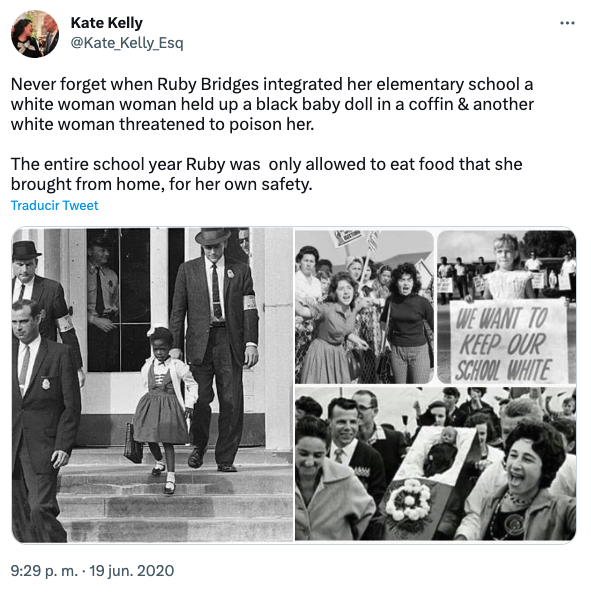 Kate Kelly
@Kate_Kelly_Esq
Never forget when Ruby Bridges integrated her elementary school a
white woman woman held up a black baby doll in a coffin & another
white woman threatened to poison her.
The entire school year Ruby was  only allowed to eat food that she
brought from home, for her own safety.
Traducir Tweet
WE WANT TO
KEEP OUR
SCHOOL WHITE
9:29 p. m. · 19 jun. 2020